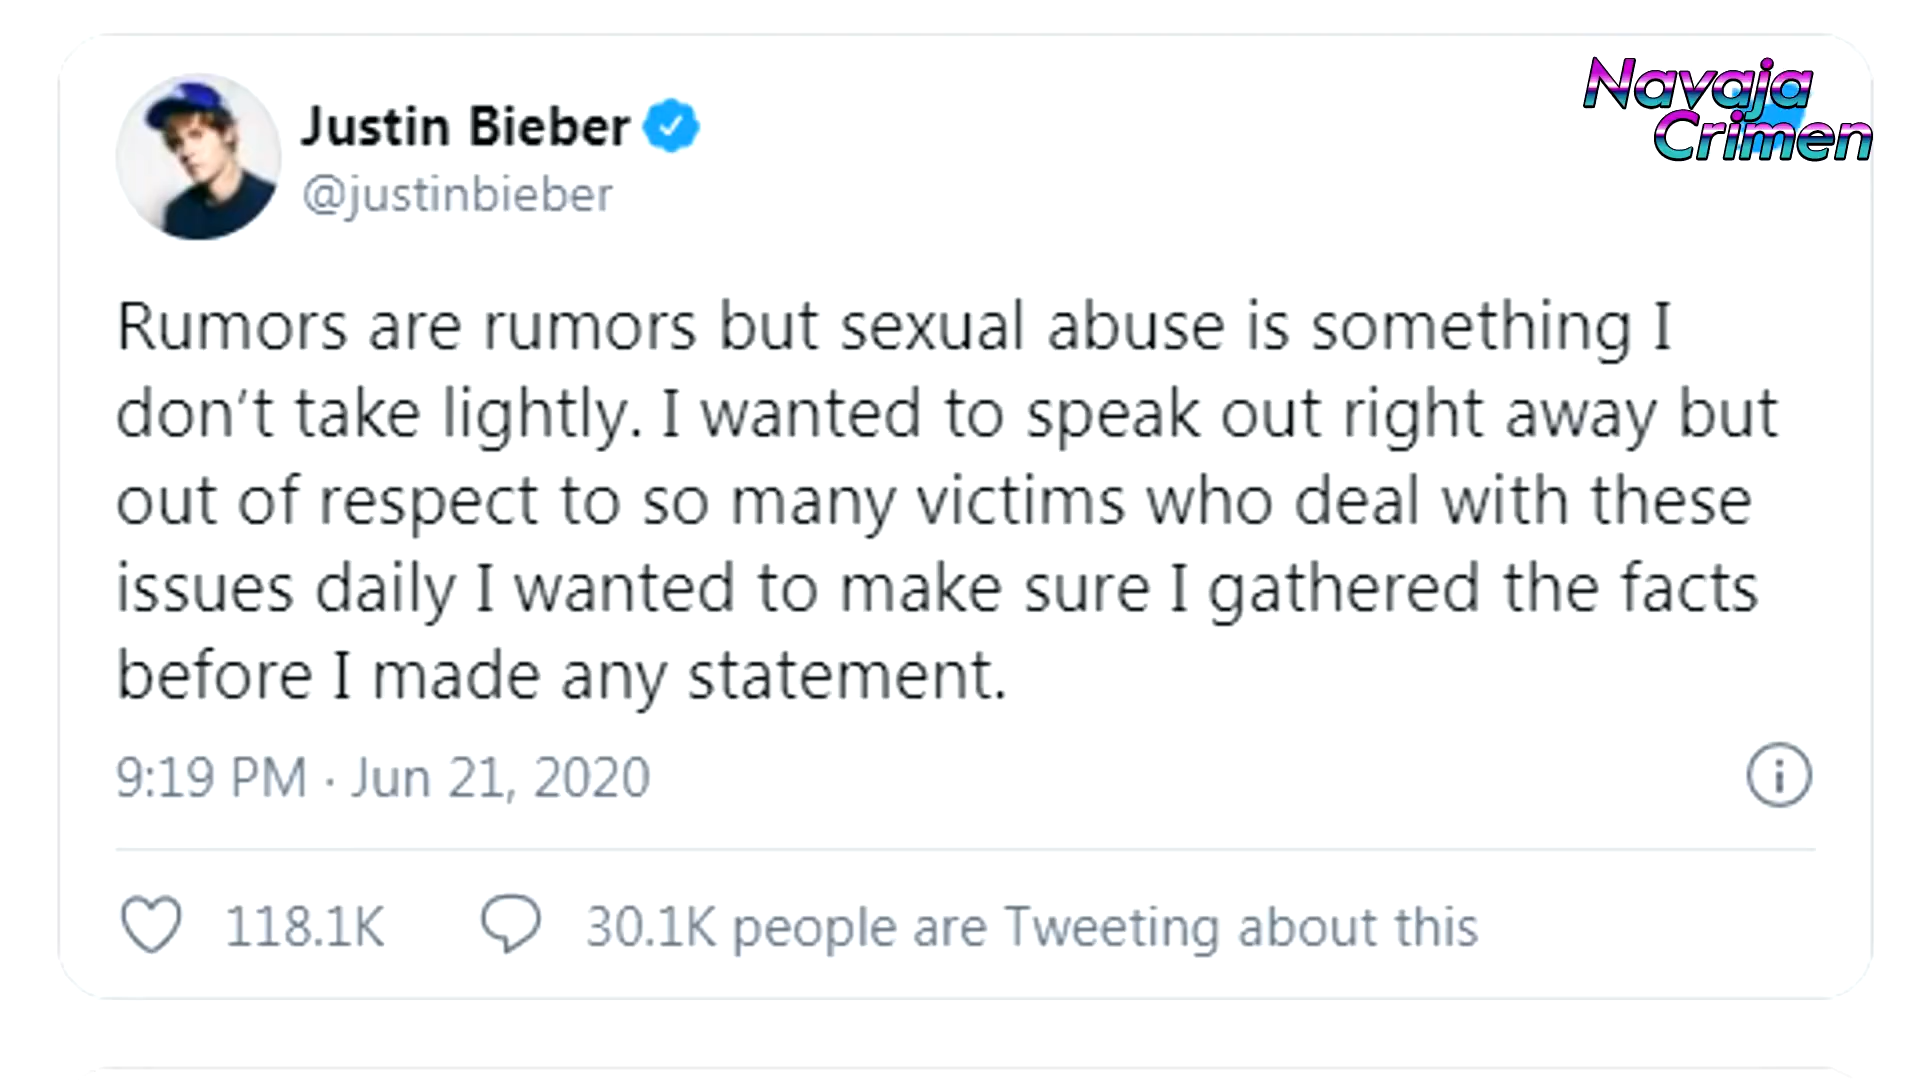 Navaja
Crimen
Justin Bieber
@justinbieber
Rumors are rumors but sexual abuse is something I
don’t take lightly. I wanted to speak out right away but
out of respect to so many victims who deal with these
issues daily I wanted to make sure I gathered the facts
before I made any statement.
9:19 PM · Jun 21, 2020
118.1K 30.1K people are Tweeting about this